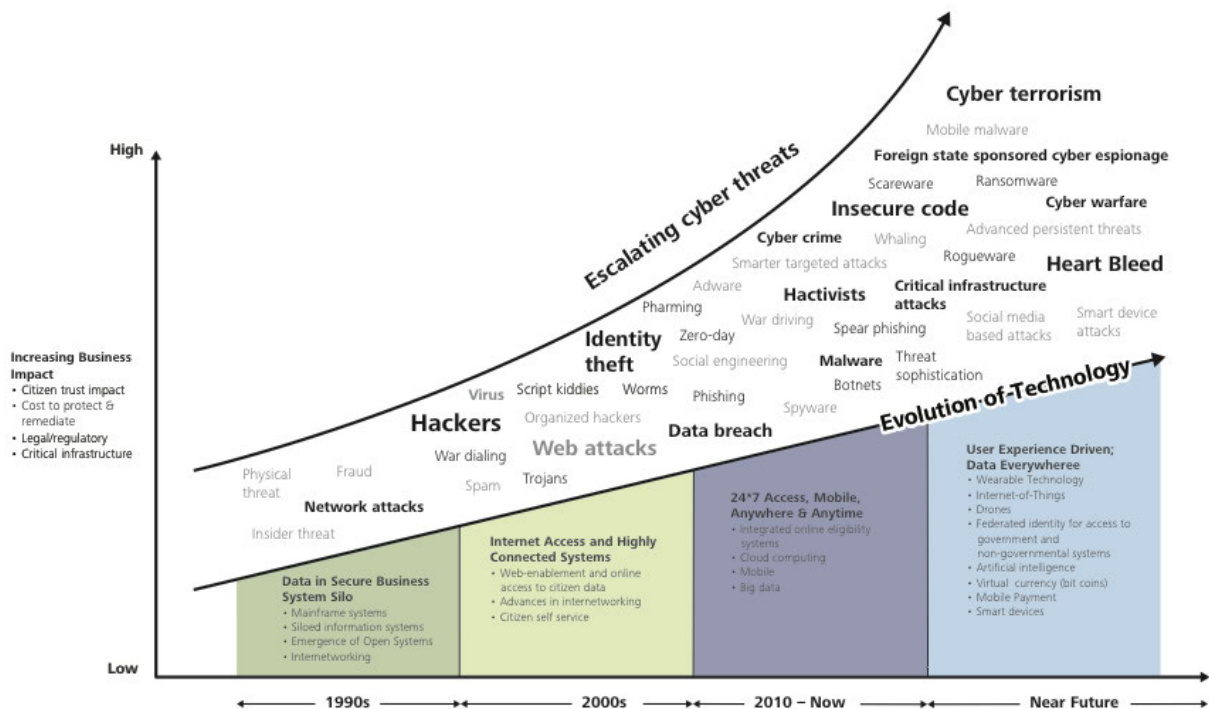 High
Increasing Business
Impact
• Citizen trust impact
• Cost to protect &
remediate
• Legal/regulatory
• Critical infrastructure
Low
Escalating cyber threats
Cyber terrorism
Mobile malware
Foreign state sponsored cyber espionage
Scareware
Ransomware
Cyber warfare
Insecure code
Advanced persistent threats
Cyber crime
Whaling
Rogueware
Heart Bleed
Smarter targeted attacks
Adware
Hactivists
Critical infrastructure
attacks
Pharming
War driving
Spear phishing
Social media
based attacks
Smart device
attacks
Identity
theft
Zero-day
Social engineering
Malware
Threat
sophistication
Botnets
Virus
Script kiddies
Worms
Phishing
Spyware
Hackers
Organized hackers
Data breach
Web attacks
War dialing
Physical
threat
Fraud
Spam
Trojans
Network attacks
Insider threat
Evolution of Technology
Data in Secure Business
System Silo
• Mainframe systems
• Siloed information systems
• Emergence of Open Systems
• Internetworking
Internet Access and Highly
Connected Systems
• Web-enablement and online
access to citizen data
• Advances in internetworking
• Citizen self service
24*7 Access, Mobile,
Anywhere & Anytime
• Integrated online eligibility
systems
• Cloud computing
• Mobile
• Big data
User Experience Driven;
Data Everywheree
• Wearable Technology
• Internet-of-Things
• Drones
• Federated identity for access to
government and
non-governmental systems
• Artificial intelligence
• Virtual currency (bit coins)
• Mobile Payment
• Smart devices
1990s
2000s
2010 – Now
Near Future